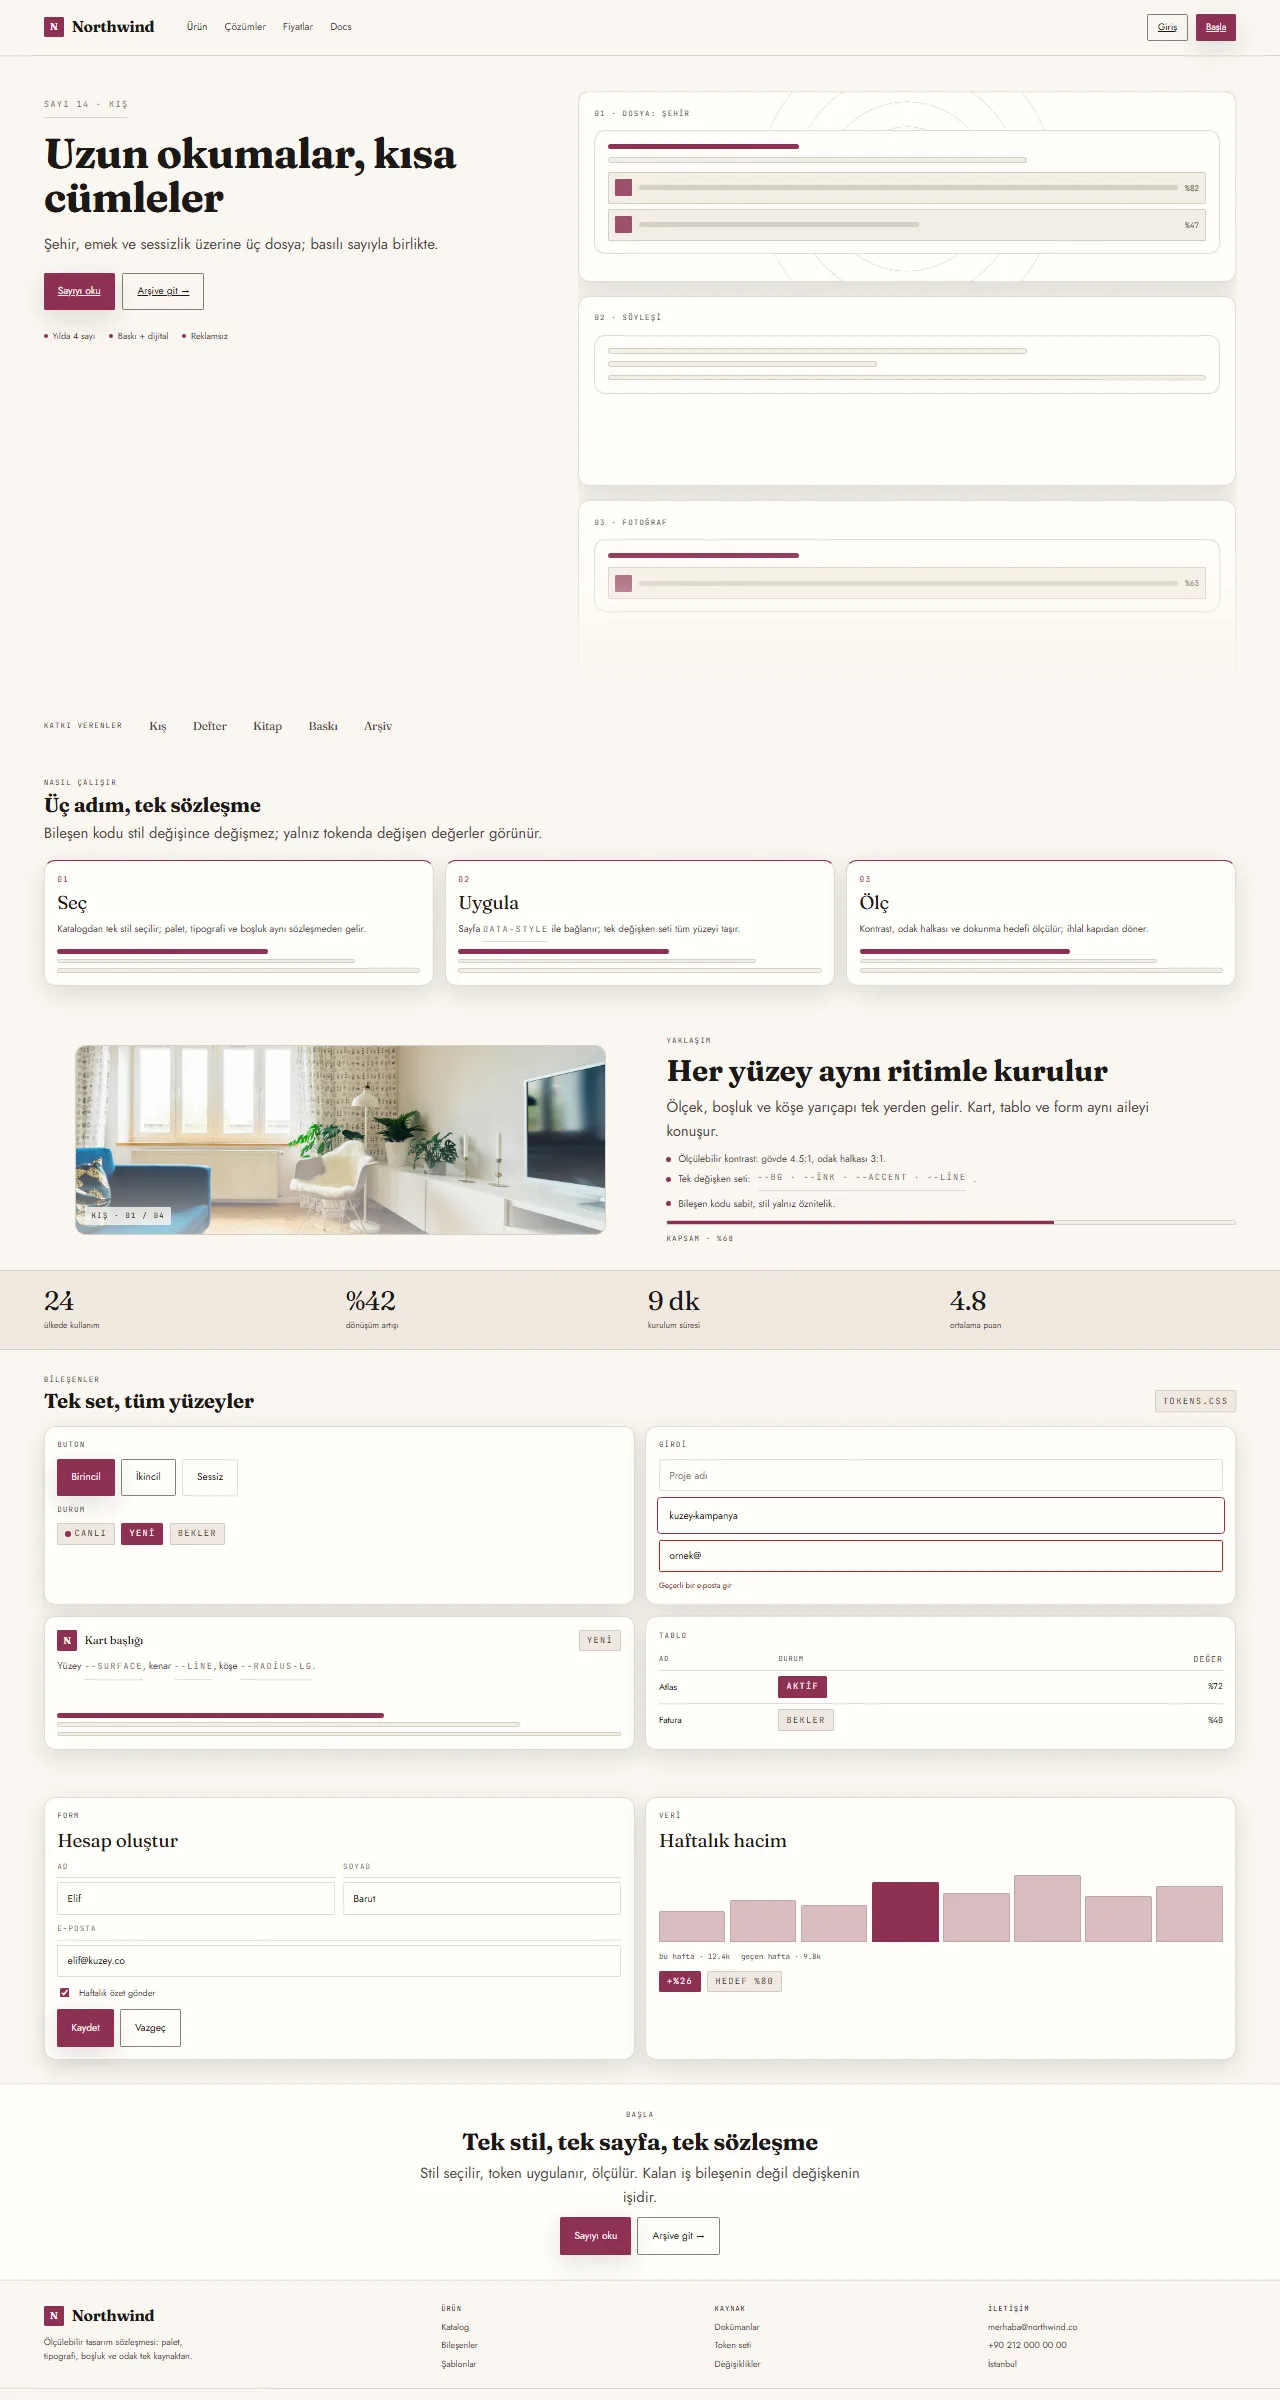 N Northwind Ürün Çözümler Fiyatlar Docs Giriş Başla
SAYI 14 · KIŞ
Uzun okumalar, kısa
cümleler
Şehir, emek ve sessizlik üzerine üç dosya; basılı sayıyla birlikte.
Sayıyı oku Arşive git →
Yılda 4 sayı Baskı + dijital Reklamsız
01 · DOSYA: ŞEHİR
%82
%47
02 · SÖYLEŞİ
03 · FOTOĞRAF
%63
KATKI VERENLER Kış Defter Kitap Baskı Arşiv
NASIL ÇALIŞIR
Üç adım, tek sözleşme
Bileşen kodu stil değişince değişmez; yalnız tokenda değişen değerler görünür.
01
Seç
Katalogdan tek stil seçilir; palet, tipografi ve boşluk aynı sözleşmeden gelir.
02
Uygula
Sayfa DATA-STYLE ile bağlanır; tek değişken seti tüm yüzeyi taşır.
03
Ölç
Kontrast, odak halkası ve dokunma hedefi ölçülür; ihlal kapıdan döner.
KIŞ · 01 / 04
YAKLAŞIM
Her yüzey aynı ritimle kurulur
Ölçek, boşluk ve köşe yarıçapı tek yerden gelir. Kart, tablo ve form aynı aileyi
konuşur.
Ölçülebilir kontrast: gövde 4.5:1, odak halkası 3:1.
Tek değişken seti: --BG · --İNK · --ACCENT · --LİNE .
Bileşen kodu sabit, stil yalnız öznitelik.
KAPSAM · %68
24
ülkede kullanım
%42
dönüşüm artışı
9 dk
kurulum süresi
4.8
ortalama puan
BİLEŞENLER
Tek set, tüm yüzeyler
TOKENS.CSS
BUTON
Birincil İkincil Sessiz
DURUM
CANLI YENİ BEKLER
GİRDİ
Proje adı
kuzey-kampanya
ornek@
Geçerli bir e-posta gir
N Kart başlığı YENİ
Yüzey --SURFACE, kenar --LİNE, köşe --RADİUS-LG.
TABLO
AD DURUM DEĞER
Atlas AKTİF %72
Fatura BEKLER %40
FORM
Hesap oluştur
AD SOYAD
Elif Barut
E-POSTA
elif@kuzey.co
Haftalık özet gönder
Kaydet Vazgeç
VERİ
Haftalık hacim
bu hafta · 12.4k geçen hafta · 9.8k
+%26 HEDEF %80
BAŞLA
Tek stil, tek sayfa, tek sözleşme
Stil seçilir, token uygulanır, ölçülür. Kalan iş bileşenin değil değişkenin
işidir.
Sayıyı oku Arşive git →
N Northwind
Ölçülebilir tasarım sözleşmesi: palet,
tipografi, boşluk ve odak tek kaynaktan.
ÜRÜN
Katalog
Bileşenler
Şablonlar
KAYNAK
Dokümanlar
Token seti
Değişiklikler
İLETİŞİM
merhaba@northwind.co
+90 212 000 00 00
İstanbul